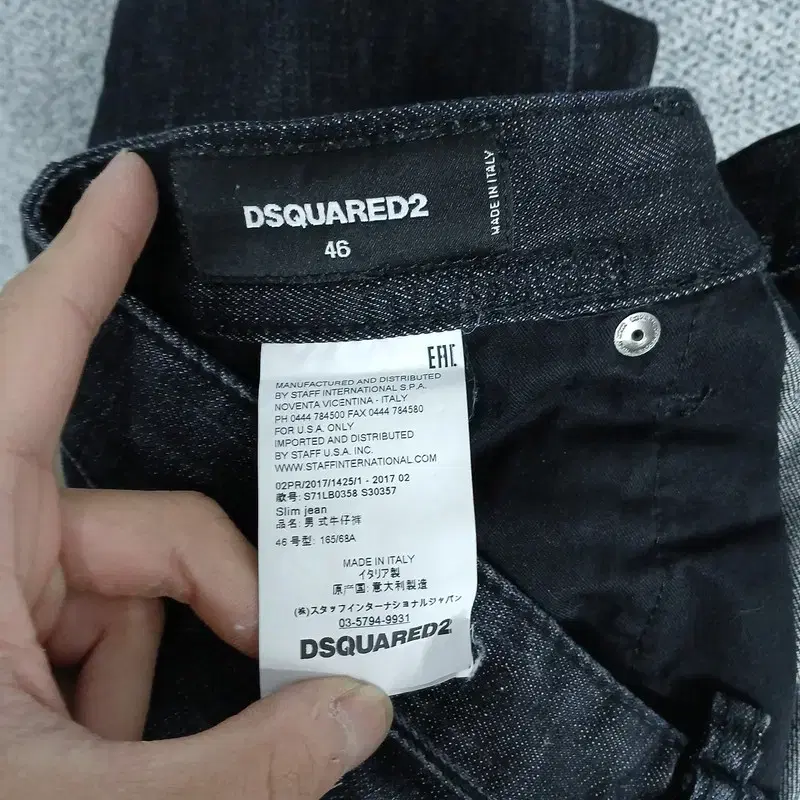 DSQUARED2
46
MADE IN ITALY
EAC
MANUFACTURED AND DISTRIBUTED
BY STAFF INTERNATIONAL S.P.A.
NOVENTA VICENTINA - ITALY
PH 0444 784500 FAX 0444 784580
FOR U.S.A. ONLY
IMPORTED AND DISTRIBUTED
BY STAFF U.S.A. INC.
WWW.STAFFINTERNATIONAL.COM
02PR/2017/1425/1 - 2017 02
款号: S71LB0358 S30357
Slim jean
品名: 男式牛仔裤
46 号型: 165/68A
MADE IN ITALY
イタリア製
原产国: 意大利製造
(株)スタッフインターナショナルジャパン
03-5794-9931
DSQUARED2